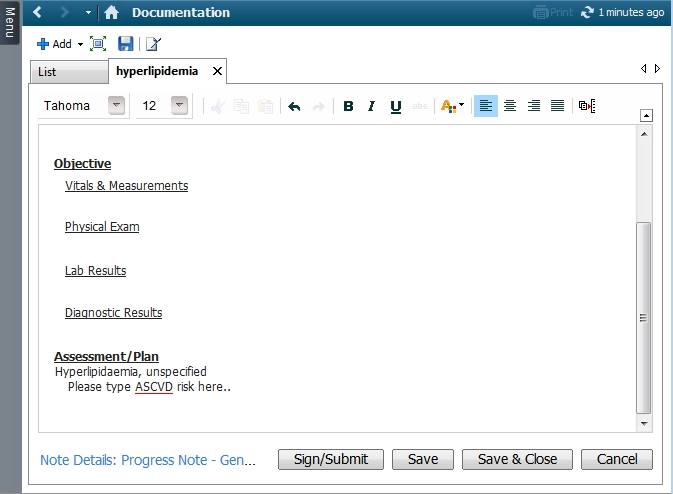 Menu
Documentation
Print
1 minutes ago
Add
List
hyperlipidemia
Tahoma
12
B I U abc A
Objective
Vitals & Measurements
Physical Exam
Lab Results
Diagnostic Results
Assessment/Plan
Hyperlipidaemia, unspecified
Please type ASCVD risk here..
Note Details: Progress Note - Gen...
Sign/Submit
Save
Save & Close
Cancel